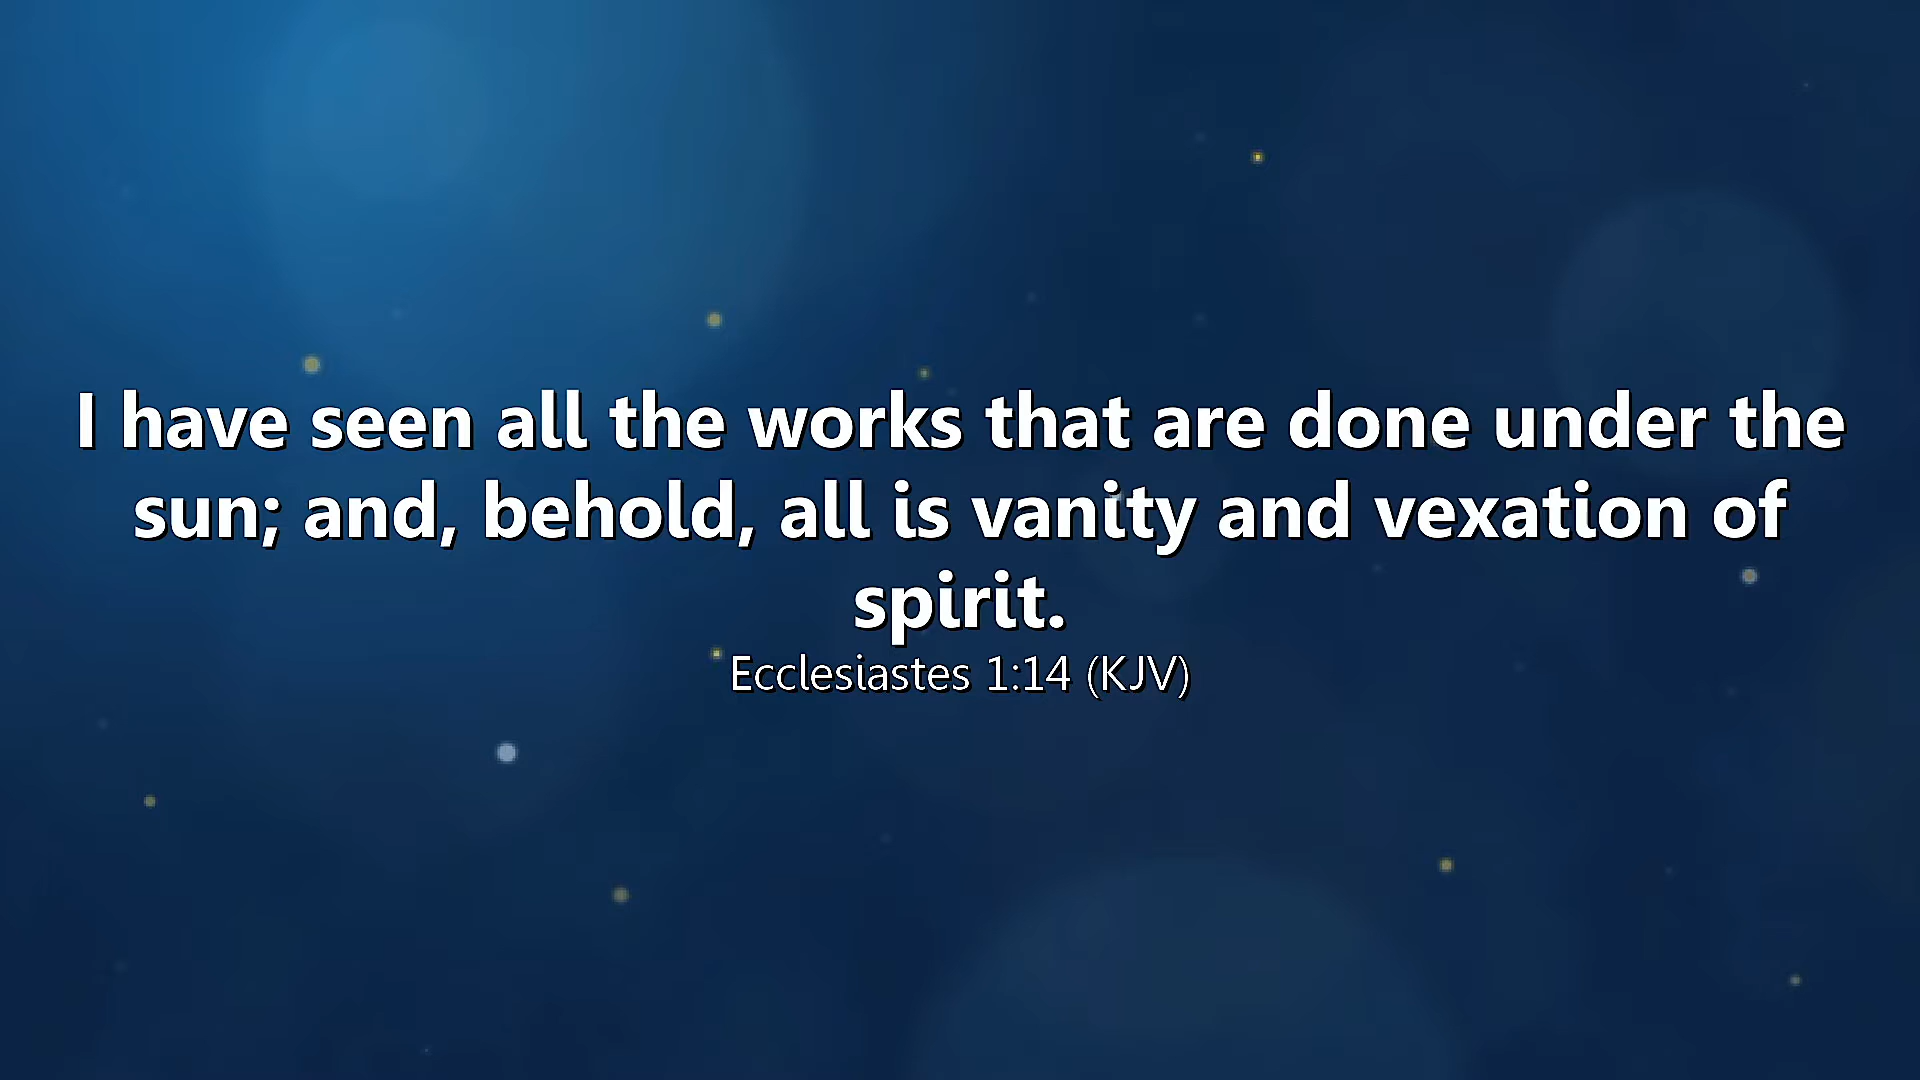 I have seen all the works that are done under the
sun; and, behold, all is vanity and vexation of
spirit.
Ecclesiastes 1:14 (KJV)